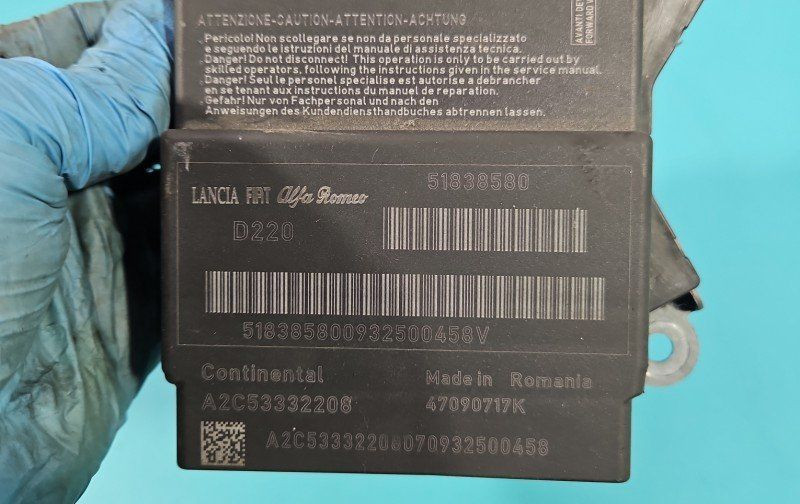 ATTENZIONE-CAUTION-ATTENTION-ACHTUNG
Pericolo! Non scollegare se non da personale specializzato
e seguendo le istruzioni del manuale di assistenza tecnica.
Danger! Do not disconnect! This operation is only to be carried out by
skilled operators, following the instructions given in the service manual.
Danger! Seul le personel specialise est autorise a debrancher
en se tenant aux instructions du manuel de reparation.
Gefahr! Nur von Fachpersonal und nach den
Anweisungen des Kundendiensthandbuches abtrennen lassen.
AVANTI
FORWARD
51838580
LANCIA FIAT Alfa Romeo
D220
518385800932500458V
Continental Made in Romania
A2C53332208 47090717K
A2C53332208070932500458